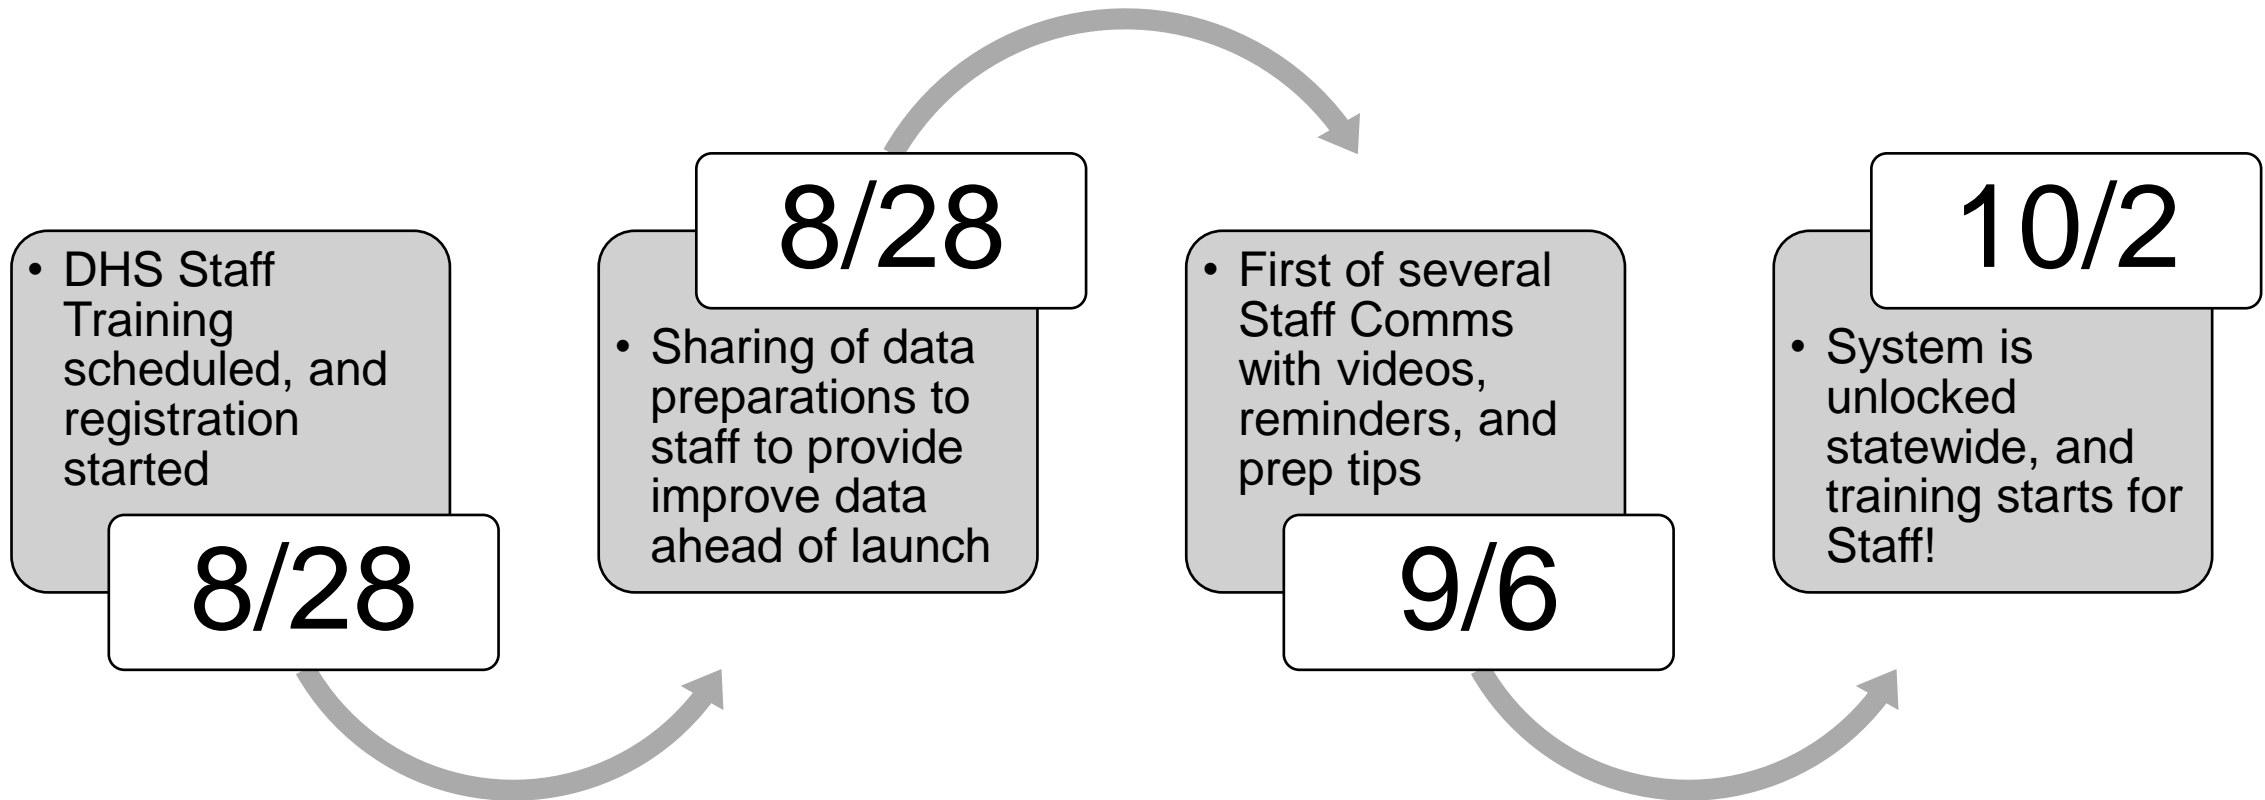 • DHS Staff
Training
scheduled, and
registration
started
8/28
8/28
• Sharing of data
preparations to
staff to provide
improve data
ahead of launch
• First of several
Staff Comms
with videos,
reminders, and
prep tips
9/6
10/2
• System is
unlocked
statewide, and
training starts for
Staff!